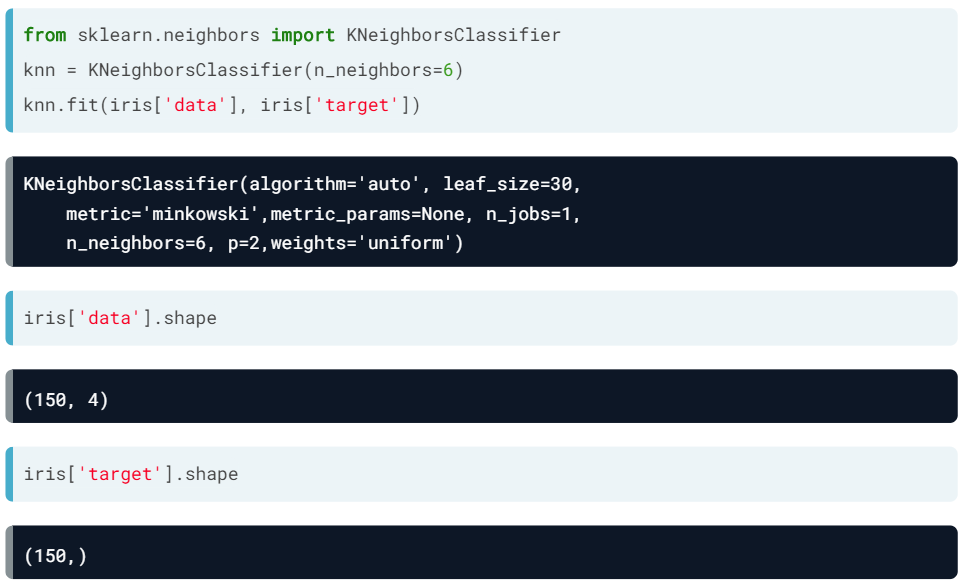 from sklearn.neighbors import KNeighborsClassifier
knn = KNeighborsClassifier(n_neighbors=6)
knn.fit(iris['data'], iris['target'])
KNeighborsClassifier(algorithm='auto', leaf_size=30,
    metric='minkowski',metric_params=None, n_jobs=1,
    n_neighbors=6, p=2,weights='uniform')
iris['data'].shape
(150, 4)
iris['target'].shape
(150,)